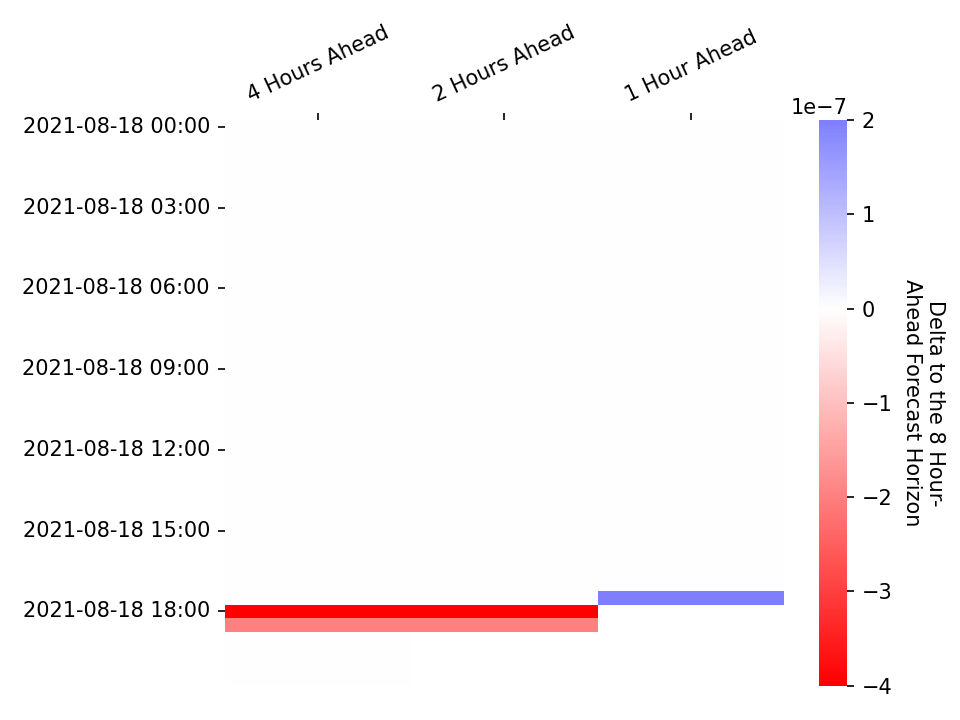 4 Hours Ahead
2 Hours Ahead
1 Hour Ahead
1e−7
2021-08-18 00:00
2021-08-18 03:00
2021-08-18 06:00
2021-08-18 09:00
2021-08-18 12:00
2021-08-18 15:00
2021-08-18 18:00
2
1
0
−1
−2
−3
−4
Delta to the 8 Hour-
Ahead Forecast Horizon